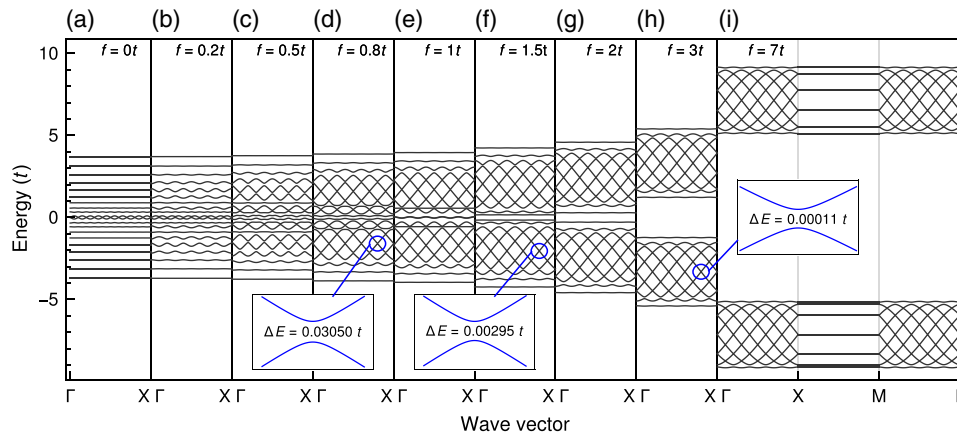 (a) (b) (c) (d) (e) (f) (g) (h) (i)
f = 0t f = 0.2t f = 0.5t f = 0.8t f = 1t f = 1.5t f = 2t f = 3t f = 7t
10
5
0
−5
Energy (t)
ΔE = 0.03050 t
ΔE = 0.00295 t
ΔE = 0.00011 t
Γ X Γ X Γ X Γ X Γ X Γ X Γ X Γ X Γ X M
Wave vector